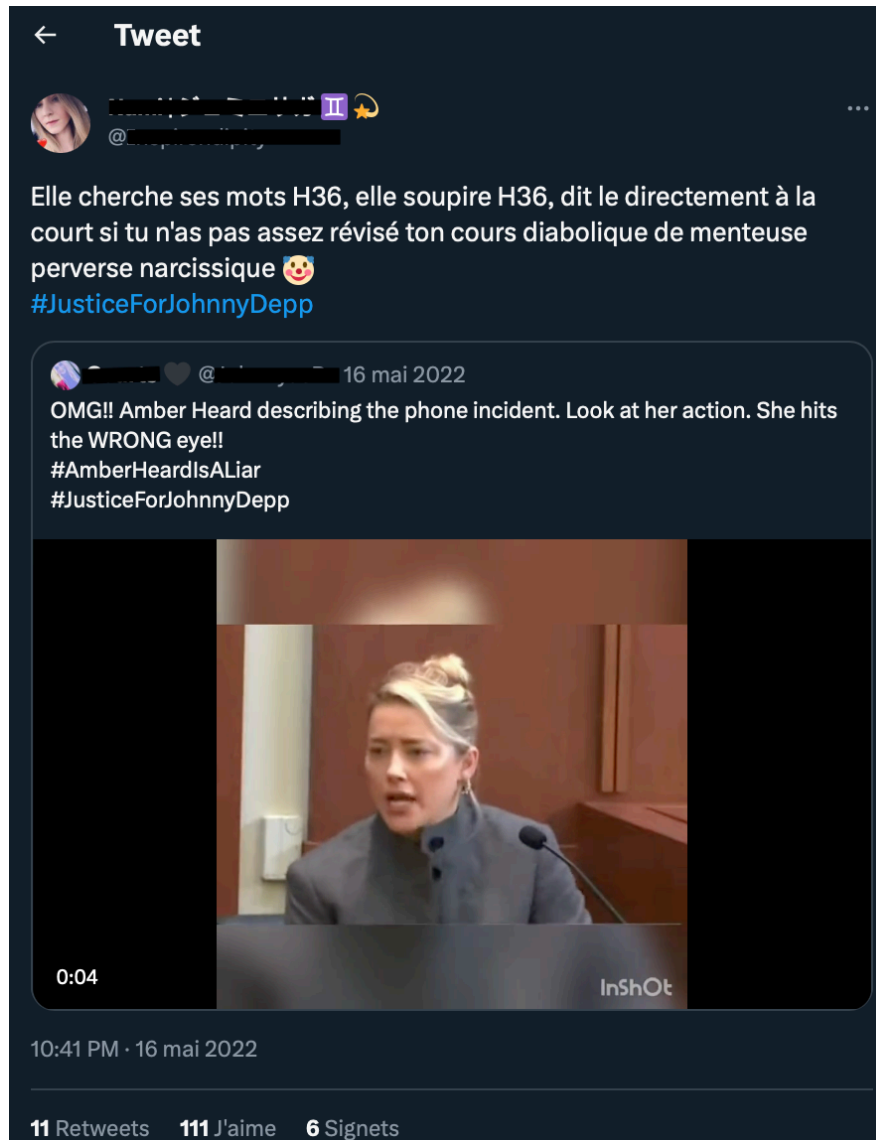 Tweet
@
Elle cherche ses mots H36, elle soupire H36, dit le directement à la
court si tu n'as pas assez révisé ton cours diabolique de menteuse
perverse narcissique 🤡
#JusticeForJohnnyDepp
@ 16 mai 2022
OMG!! Amber Heard describing the phone incident. Look at her action. She hits
the WRONG eye!!
#AmberHeardIsALiar
#JusticeForJohnnyDepp
0:04
InShOt
10:41 PM · 16 mai 2022
11 Retweets 111 J'aime 6 Signets